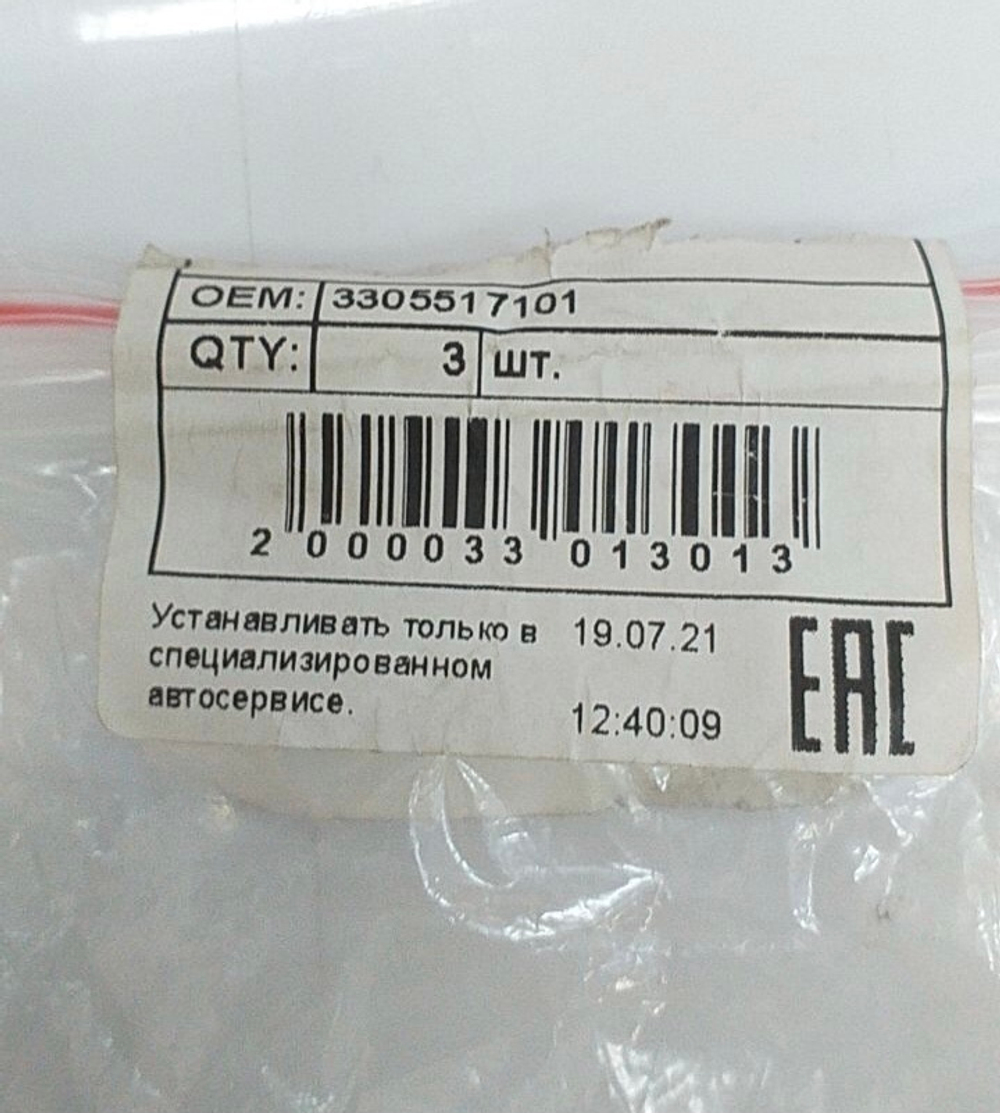 OEM: 3305517101
QTY: 3 шт.
2 000033 013013
Устанавливать только в 19.07.21
специализированном
автосервисе. 12:40:09
EAC